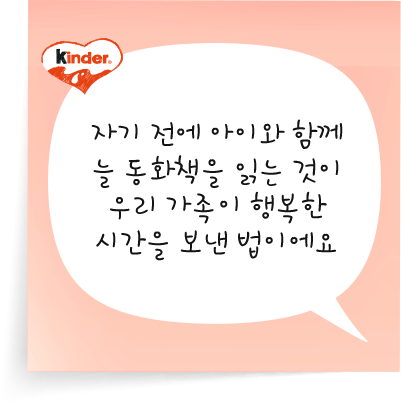 Kinder
자기 전에 아이와 함께
늘 동화책을 읽는 것이
우리 가족이 행복한
시간을 보낸 법이에요